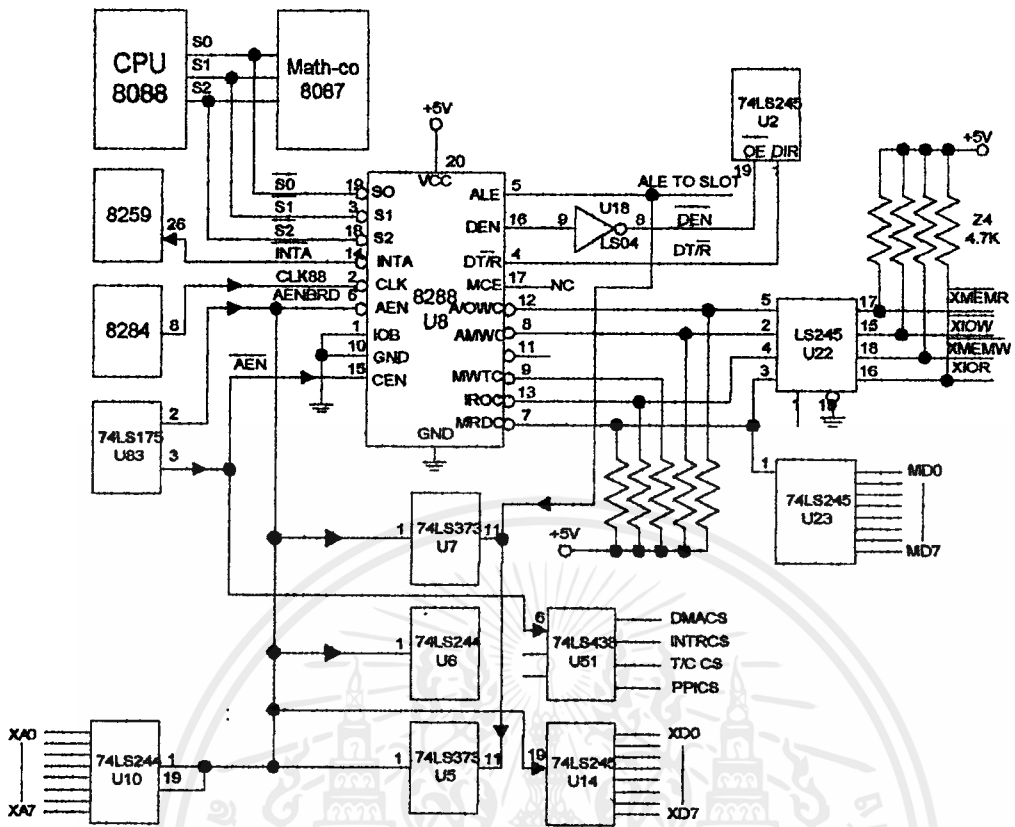 CPU
8088
S0
S1
S2
Math-co
8087
+5V
20
VCC
8259
26
8284
8
S0
S1
S2
INTA
CLK88
AENBRD
AEN
19
3
18
14
2
6
1
10
15
SO
S1
S2
INTA
CLK
AEN
IOB
GND
CEN
8288
U8
GND
ALE
DEN
DT/R
MCE
A/OWC
AMWC
MWTC
IROC
MRDC
5
16
4
17
12
8
11
9
13
7
ALE TO SLOT
9
U18
8
LS04
DEN
DT/R
NC
74LS245
U2
OE DIR
19
1
+5V
Z4
4.7K
5
2
4
3
LS245
U22
17
15
18
16
1
19
XMEMR
XIOW
XMEMW
XIOR
74LS175
U83
2
3
1
74LS373
U7
11
+5V
1
74LS245
U23
MD0
MD7
1
74LS244
U6
6
74LS438
U51
DMACS
INTRCS
T/C CS
PPICS
XA0
XA7
74LS244
U10
1
19
1
74LS373
U5
11
19
74LS245
U14
XD0
XD7